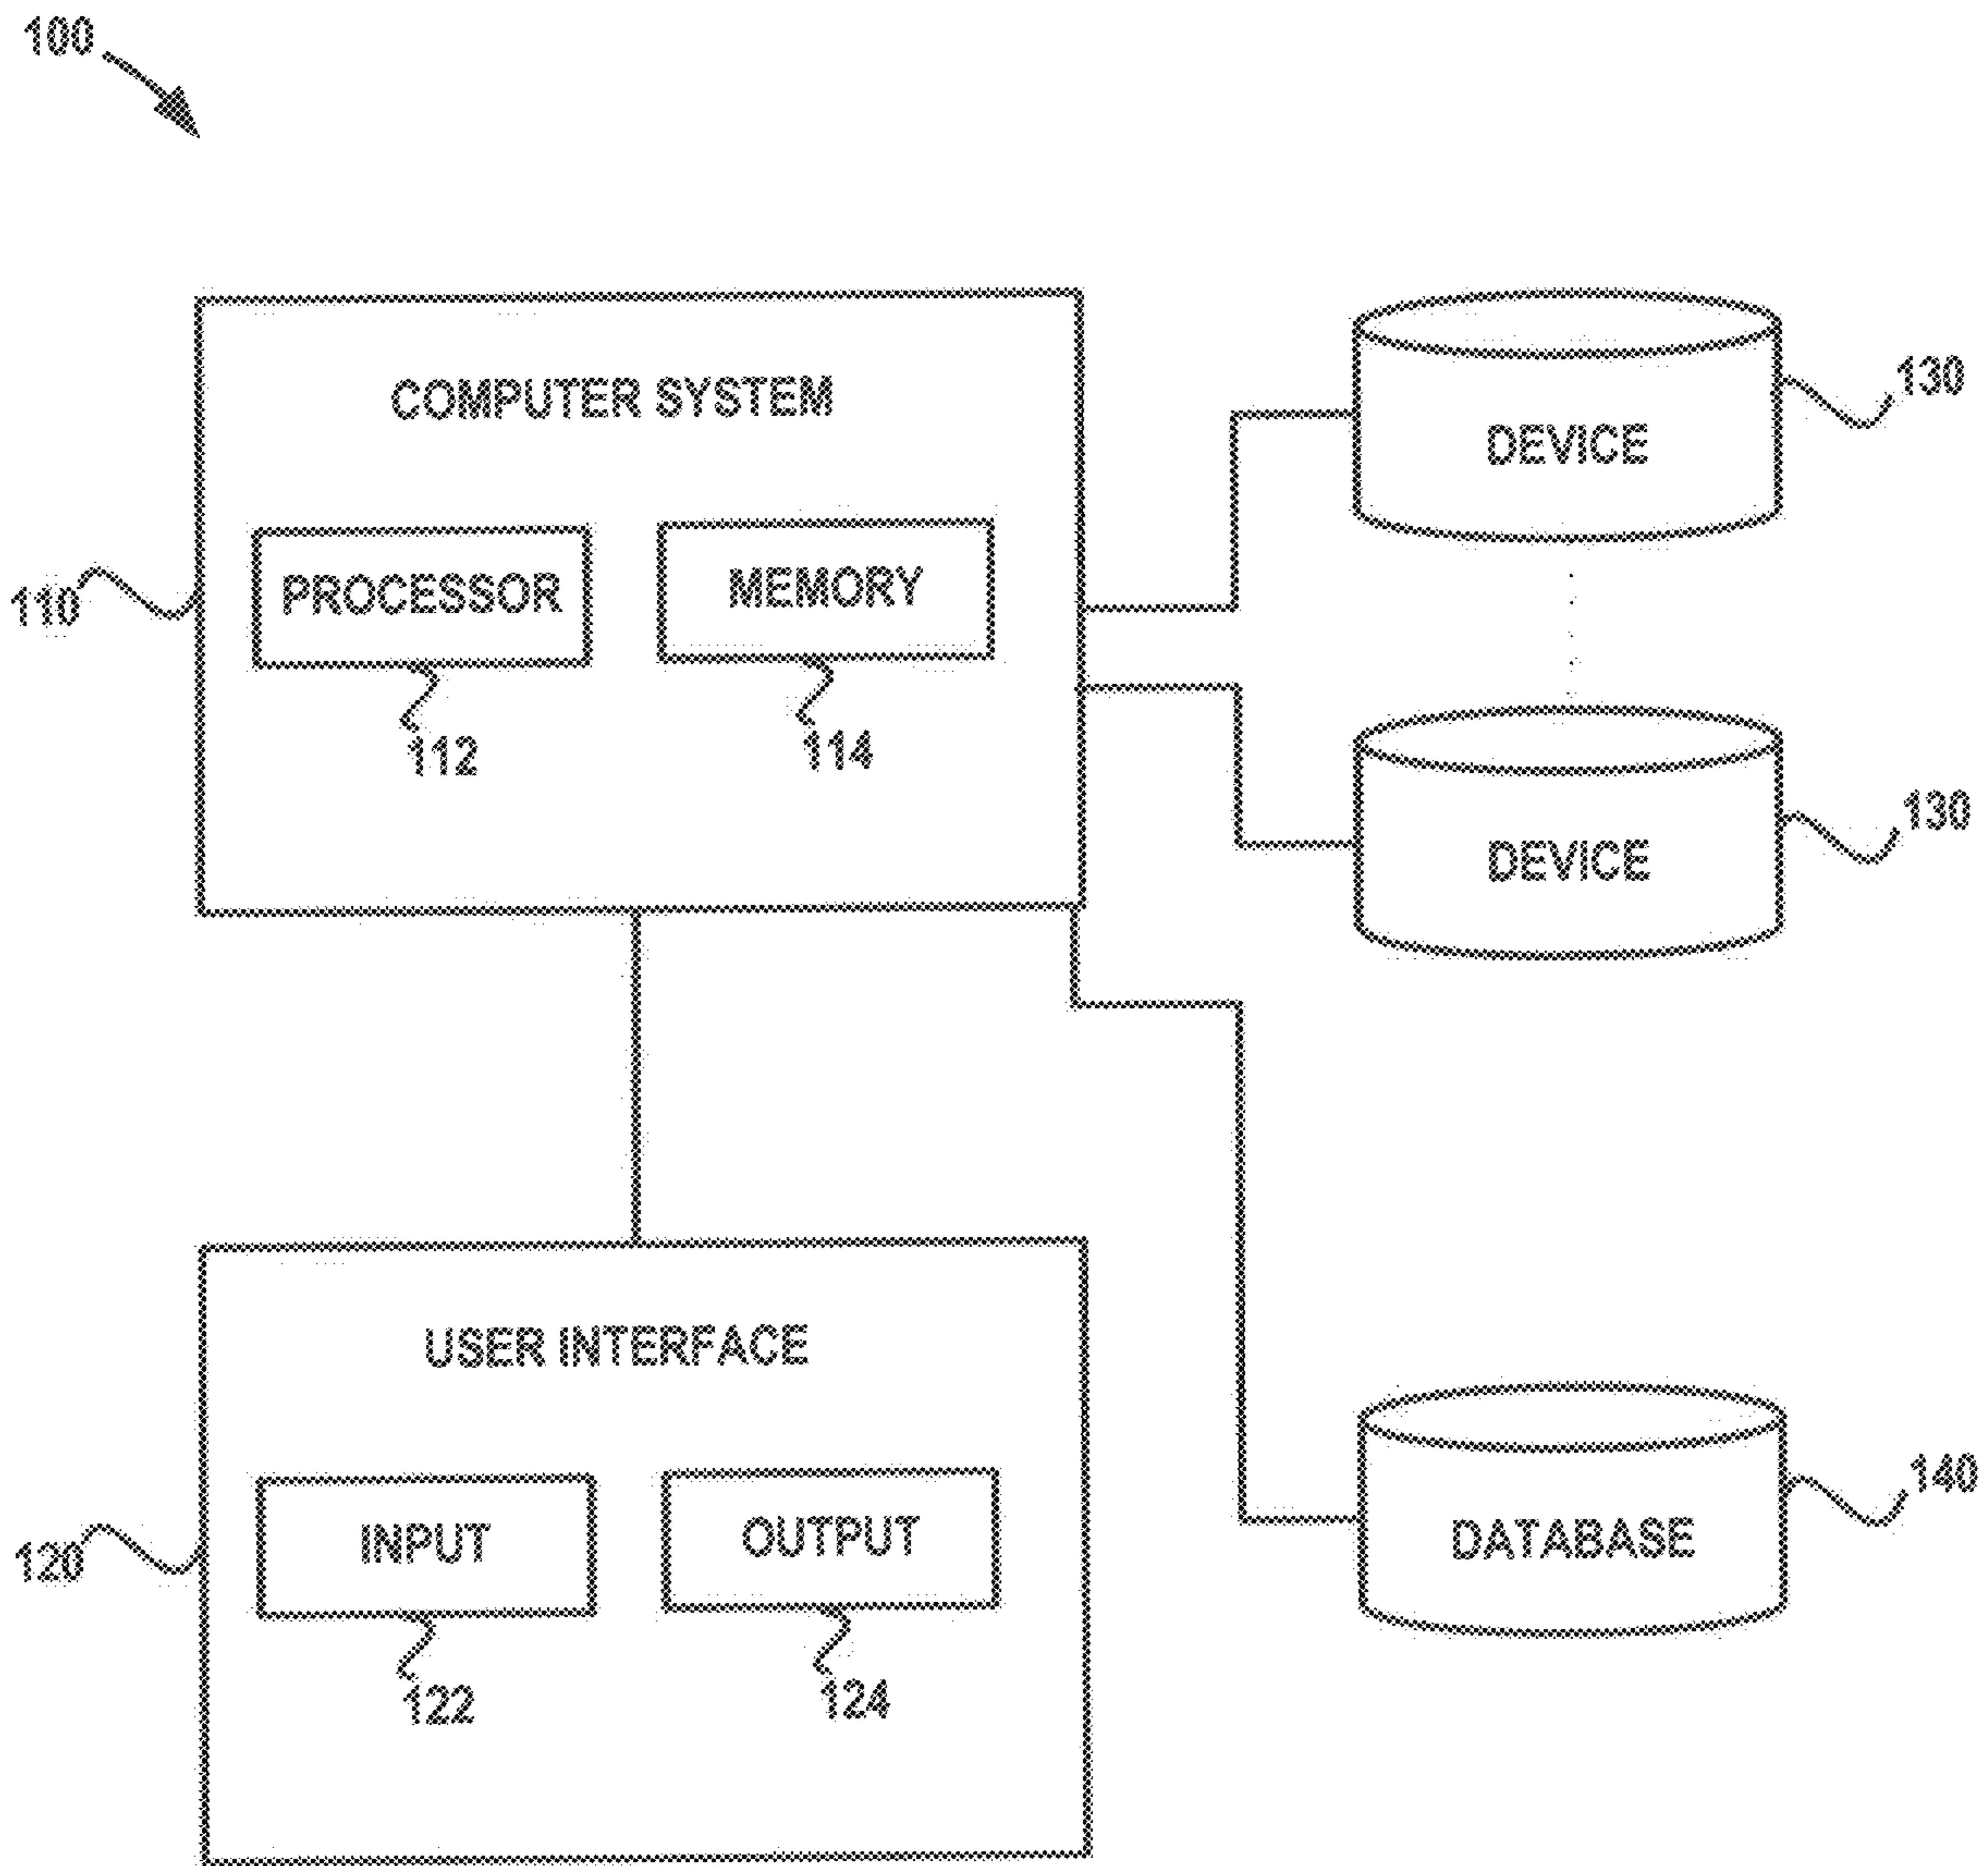 100
COMPUTER SYSTEM
130
DEVICE
110
PROCESSOR
MEMORY
112
114
130
DEVICE
USER INTERFACE
120
INPUT
OUTPUT
122
124
140
DATABASE